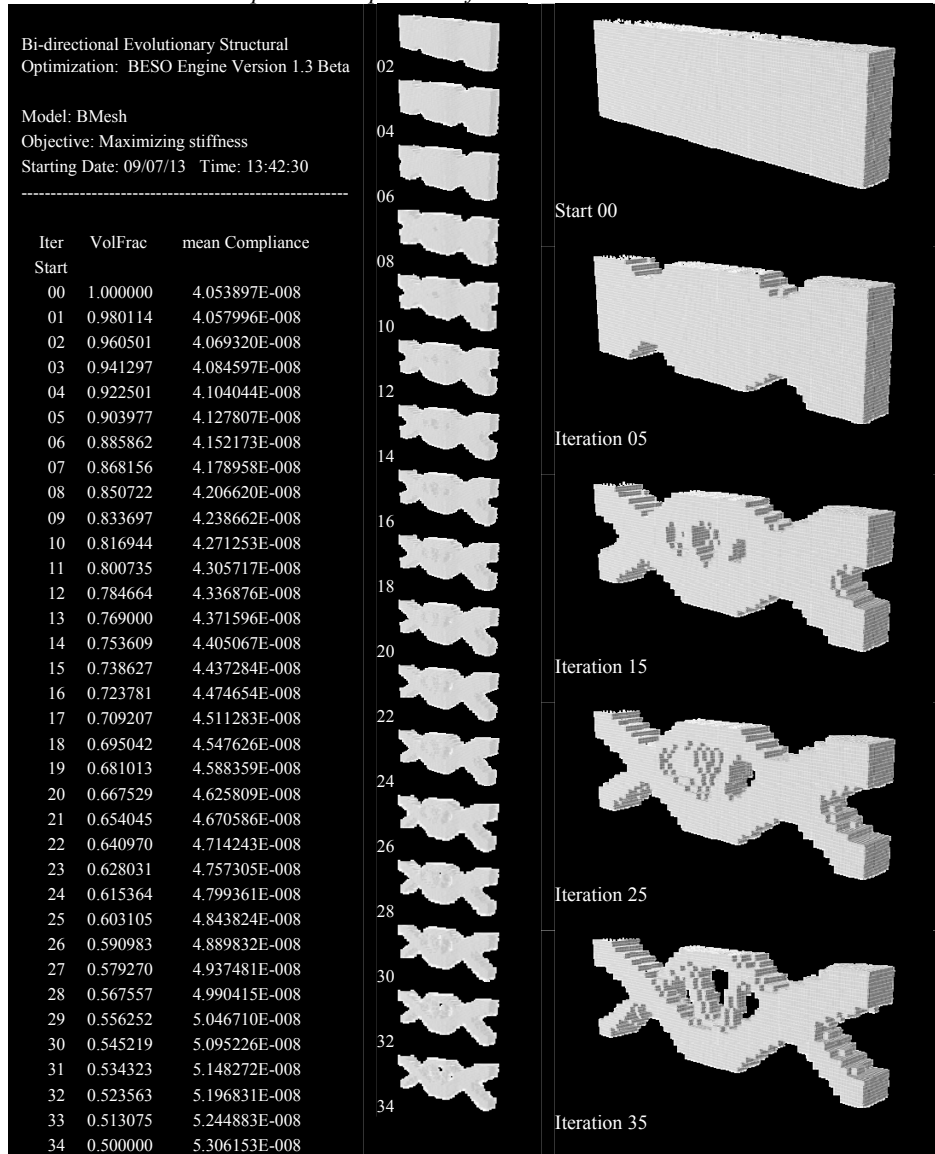 Bi-directional Evolutionary Structural
Optimization: BESO Engine Version 1.3 Beta
Model: BMesh
Objective: Maximizing stiffness
Starting Date: 09/07/13 Time: 13:42:30
--------------------------------------------------------
Iter VolFrac mean Compliance
Start
00 1.000000 4.053897E-008
01 0.980114 4.057996E-008
02 0.960501 4.069320E-008
03 0.941297 4.084597E-008
04 0.922501 4.104044E-008
05 0.903977 4.127807E-008
06 0.885862 4.152173E-008
07 0.868156 4.178958E-008
08 0.850722 4.206620E-008
09 0.833697 4.238662E-008
10 0.816944 4.271253E-008
11 0.800735 4.305717E-008
12 0.784664 4.336876E-008
13 0.769000 4.371596E-008
14 0.753609 4.405067E-008
15 0.738627 4.437284E-008
16 0.723781 4.474654E-008
17 0.709207 4.511283E-008
18 0.695042 4.547626E-008
19 0.681013 4.588359E-008
20 0.667529 4.625809E-008
21 0.654045 4.670586E-008
22 0.640970 4.714243E-008
23 0.628031 4.757305E-008
24 0.615364 4.799361E-008
25 0.603105 4.843824E-008
26 0.590983 4.889832E-008
27 0.579270 4.937481E-008
28 0.567557 4.990415E-008
29 0.556252 5.046710E-008
30 0.545219 5.095226E-008
31 0.534323 5.148272E-008
32 0.523563 5.196831E-008
33 0.513075 5.244883E-008
34 0.500000 5.306153E-008
02
04
06
08
10
12
14
16
18
20
22
24
26
28
30
32
34
Start 00
Iteration 05
Iteration 15
Iteration 25
Iteration 35